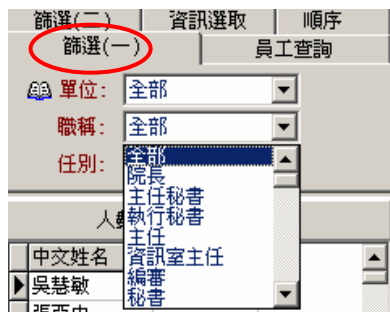 篩選(二) 資訊選取 順序
篩選(一) 員工查詢
單位: 全部
職稱: 全部
任別: 全部
院長
主任秘書
人 執行秘書
主任
中文姓名 資訊室主任
吳慧敏 編審
秘書